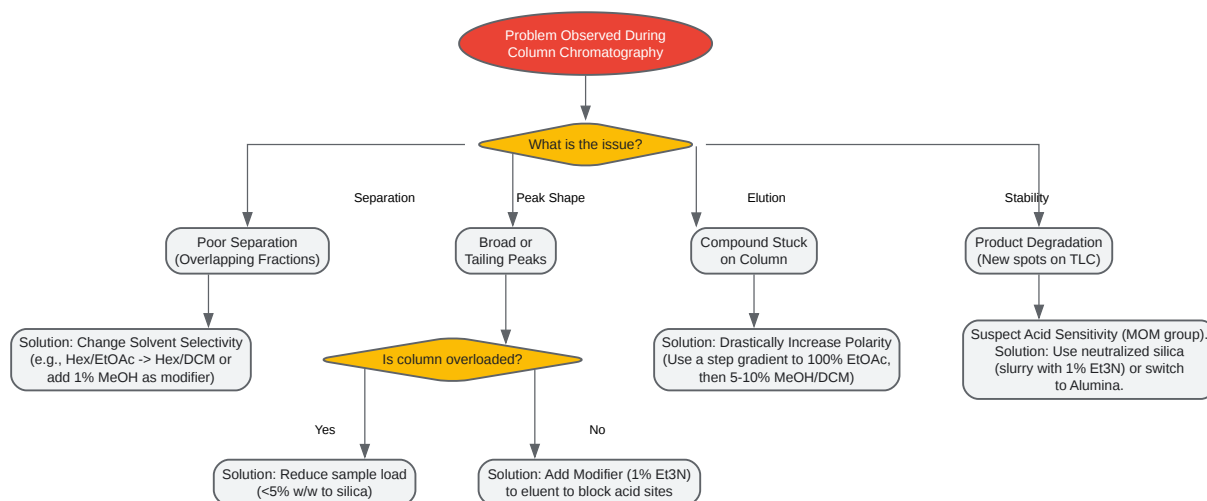 Problem Observed During
Column Chromatography
What is the issue?
Separation
Peak Shape
Elution
Stability
Poor Separation
(Overlapping Fractions)
Broad or
Tailing Peaks
Compound Stuck
on Column
Product Degradation
(New spots on TLC)
Solution: Change Solvent Selectivity
(e.g., Hex/EtOAc -> Hex/DCM or
add 1% MeOH as modifier)
Is column overloaded?
Solution: Drastically Increase Polarity
(Use a step gradient to 100% EtOAc,
then 5-10% MeOH/DCM)
Suspect Acid Sensitivity (MOM group).
Solution: Use neutralized silica
(slurry with 1% Et3N) or switch
to Alumina.
Yes
No
Solution: Reduce sample load
(<5% w/w to silica)
Solution: Add Modifier (1% Et3N)
to eluent to block acid sites